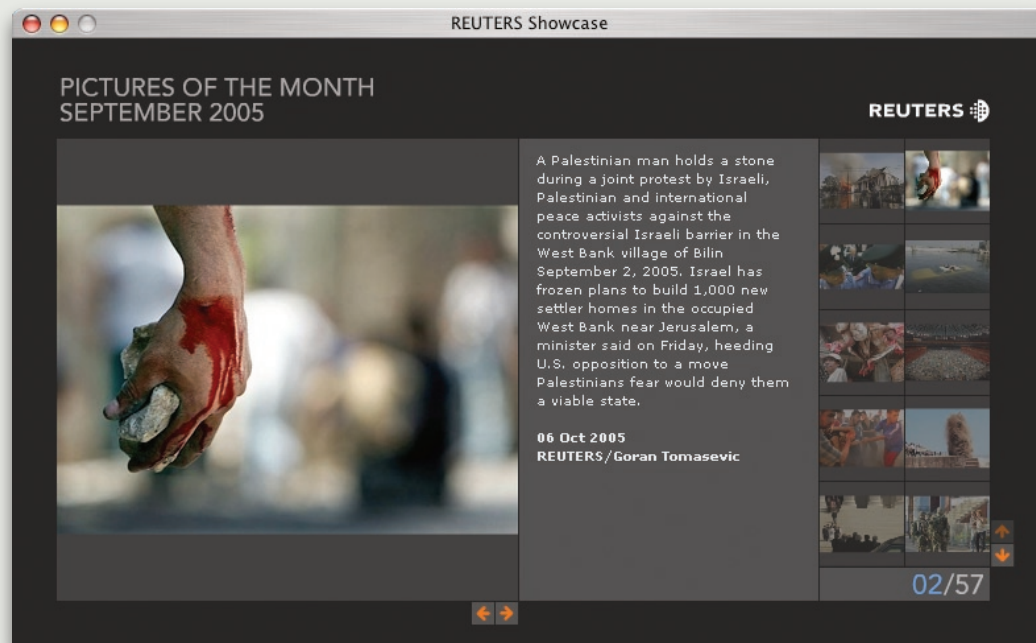 REUTERS Showcase
PICTURES OF THE MONTH
SEPTEMBER 2005
REUTERS
A Palestinian man holds a stone
during a joint protest by Israeli,
Palestinian and international
peace activists against the
controversial Israeli barrier in the
West Bank village of Bilin
September 2, 2005. Israel has
frozen plans to build 1,000 new
settler homes in the occupied
West Bank near Jerusalem, a
minister said on Friday, heeding
U.S. opposition to a move
Palestinians fear would deny them
a viable state.
06 Oct 2005
REUTERS/Goran Tomasevic
02/57